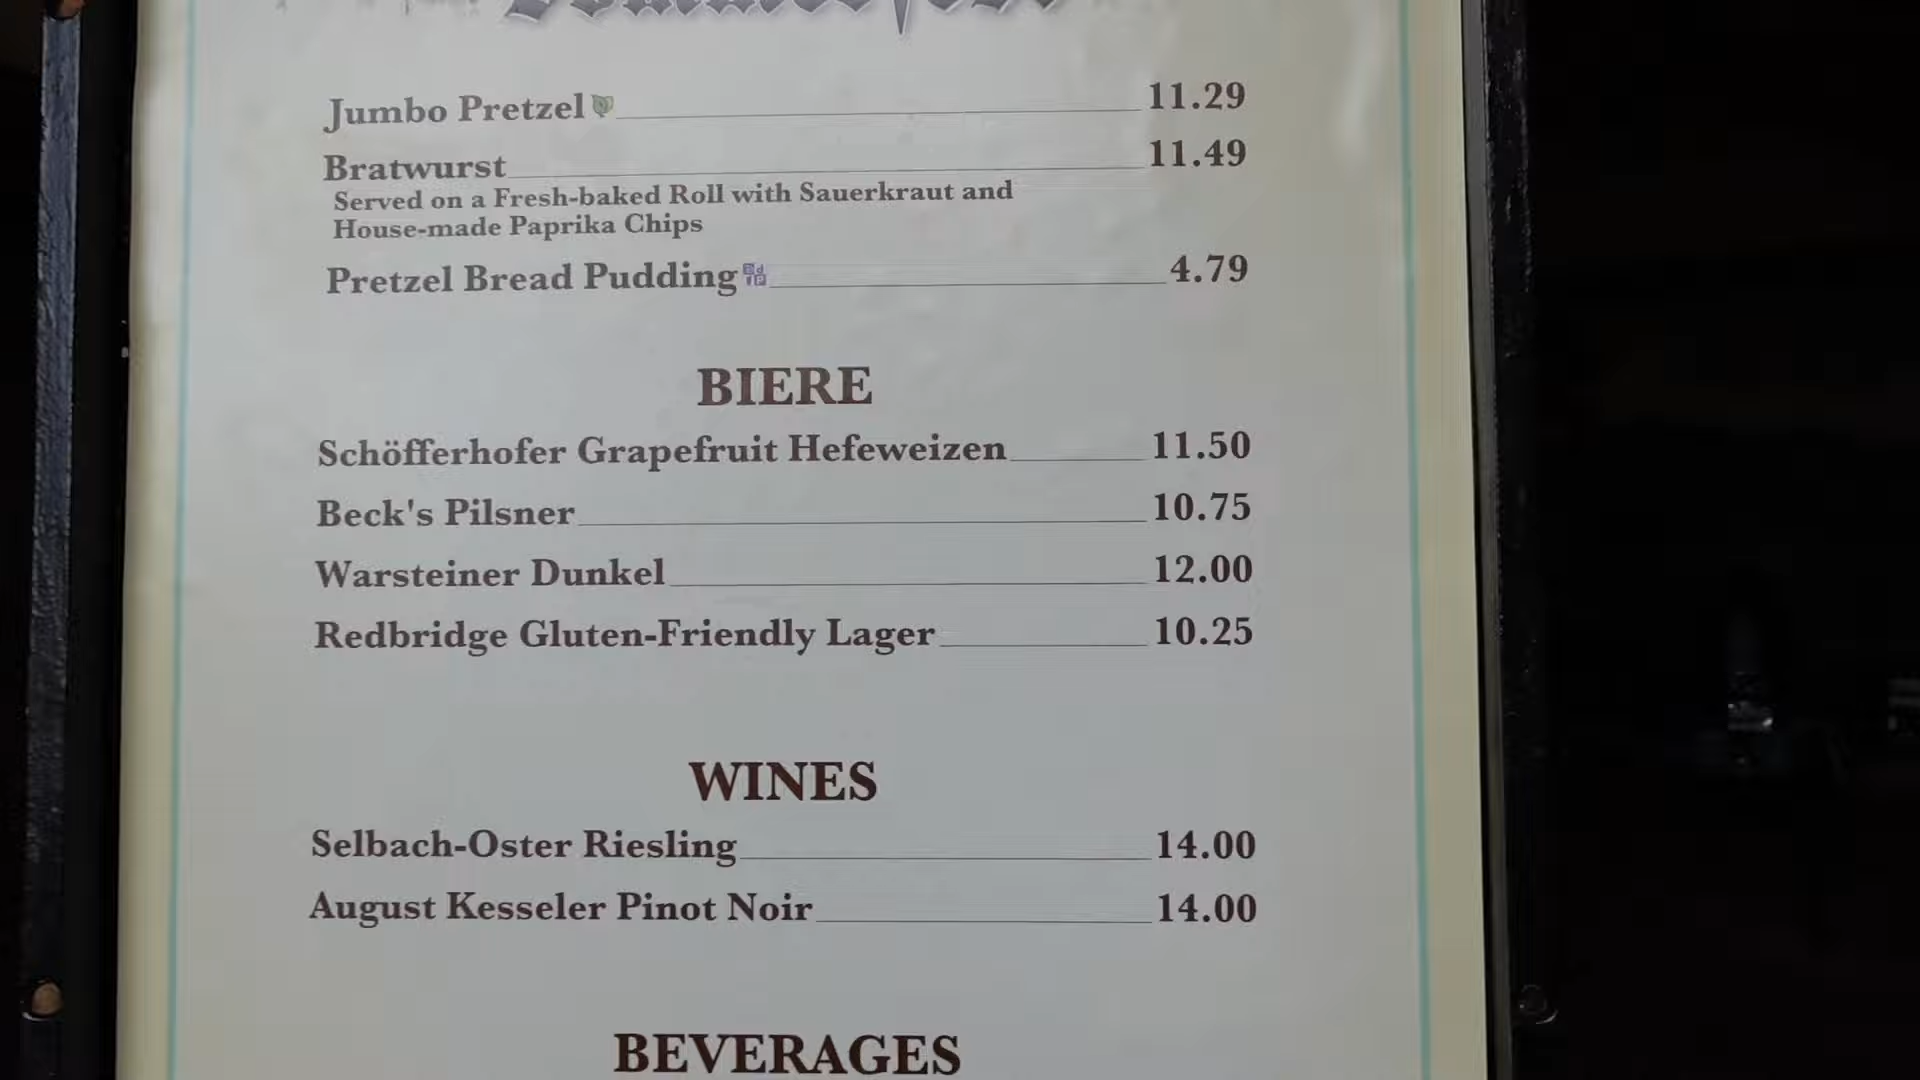 Jumbo Pretzel 11.29
Bratwurst 11.49
Served on a Fresh-baked Roll with Sauerkraut and
House-made Paprika Chips
Pretzel Bread Pudding 4.79
BIERE
Schöfferhofer Grapefruit Hefeweizen 11.50
Beck's Pilsner 10.75
Warsteiner Dunkel 12.00
Redbridge Gluten-Friendly Lager 10.25
WINES
Selbach-Oster Riesling 14.00
August Kesseler Pinot Noir 14.00
BEVERAGES